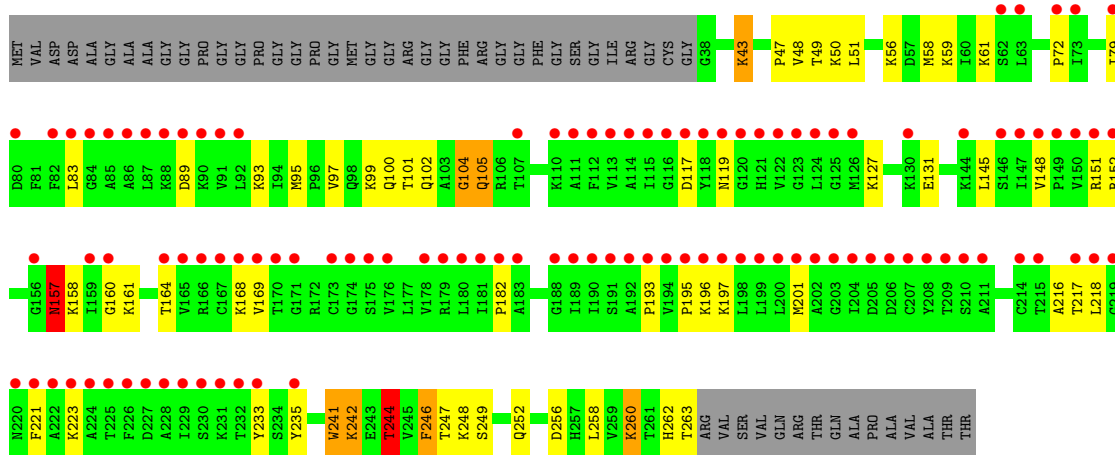 MET VAL ASP ASP ALA GLY ALA ALA GLY GLY PRO GLY GLY PRO GLY GLY PRO GLY MET GLY GLY ARG GLY GLY PHE ARG GLY GLY PHE GLY SER GLY ILE ARG GLY CYS GLY G38 K43 P47 V48 T49 K50 L51 K56 D57 M58 K59 I60 K61 S62 L63 P72 I73 I79
D80 F81 F82 L83 G84 A85 A86 L87 K88 D89 K90 V91 L92 K93 I94 M95 P96 V97 Q98 K99 Q100 T101 Q102 A103 G104 Q105 R106 T107 K110 A111 F112 V113 A114 I115 G116 D117 Y118 N119 G120 H121 V122 G123 L124 G125 M126 K127 K130 E131 K144 L145 S146 I147 V148 P149 V150 R151 R152
G156 N157 K158 I159 G160 K161 T164 V165 R166 C167 K168 V169 T170 G171 R172 C173 G174 S175 V176 L177 V178 R179 L180 I181 P182 A183 G188 I189 I190 S191 A192 P193 V194 P195 K196 K197 L198 L199 L200 M201 A202 G203 I204 D205 D206 C207 Y208 T209 S210 A211 C214 T215 A216 T217 L218 G219
N220 F221 A222 K223 A224 T225 F226 D227 A228 I229 S230 K231 T232 Y233 S234 Y235 W241 K242 E243 T244 V245 F246 T247 K248 S249 Q252 D256 H257 L258 V259 K260 T261 H262 T263 ARG VAL SER VAL GLN ARG THR GLN ALA PRO ALA VAL ALA THR THR